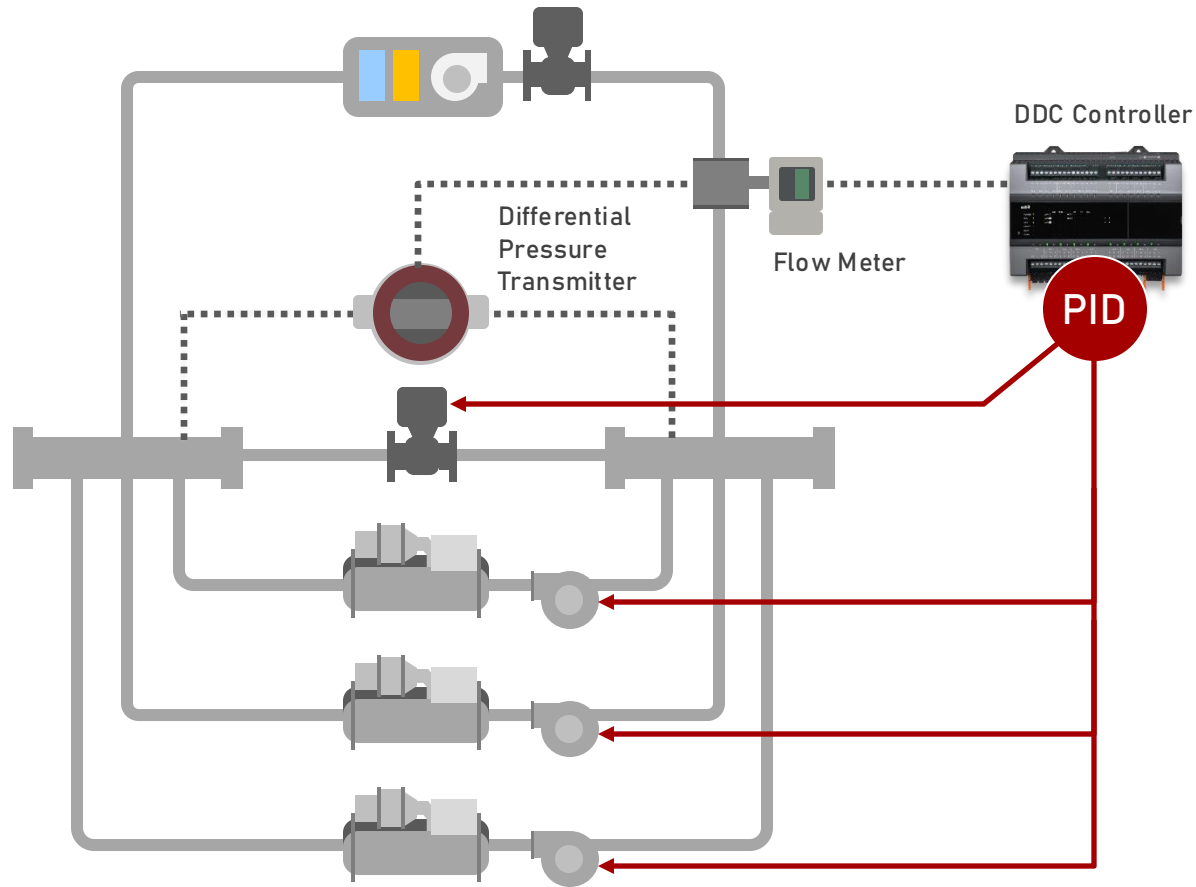 DDC Controller
Differential
Pressure
Transmitter
Flow Meter
PID